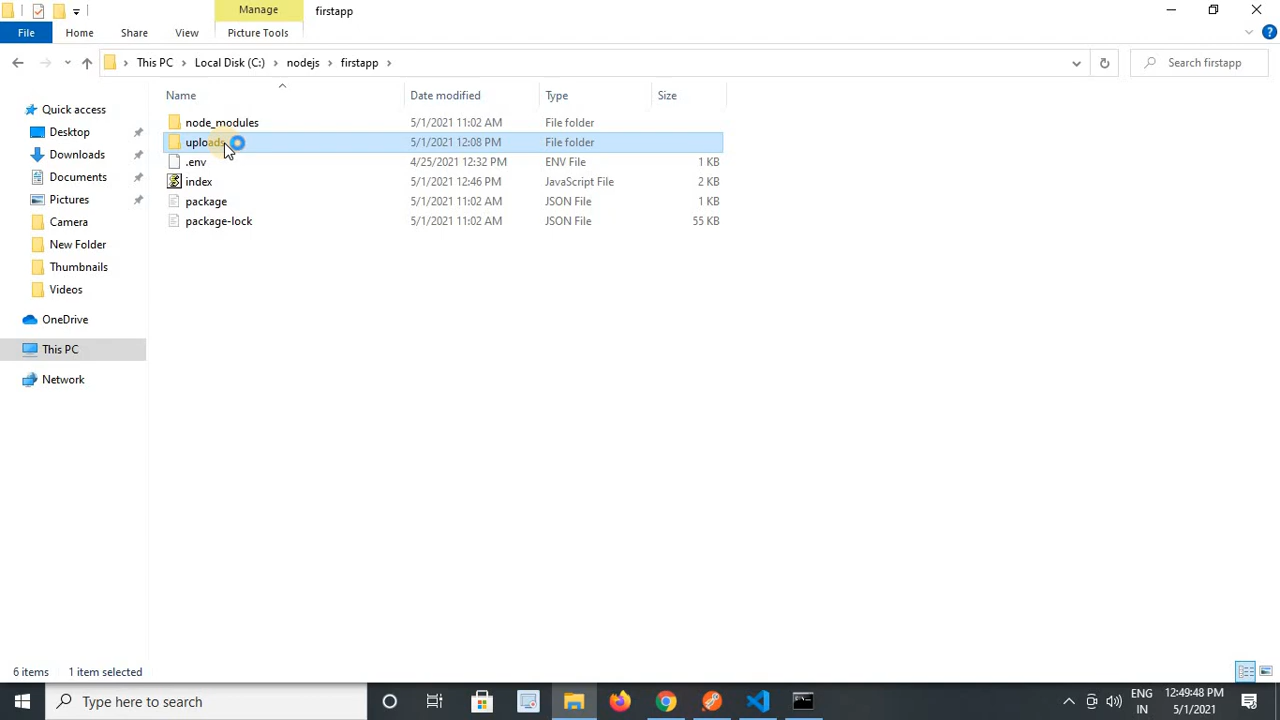 Manage
firstapp
File
Home
Share
View
Picture Tools
This PC
Local Disk (C:)
nodejs
firstapp
Search firstapp
Name
Date modified
Type
Size
node_modules
5/1/2021 11:02 AM
File folder
uploads
5/1/2021 12:08 PM
File folder
.env
4/25/2021 12:32 PM
ENV File
1 KB
index
5/1/2021 12:46 PM
JavaScript File
2 KB
package
5/1/2021 11:02 AM
JSON File
1 KB
package-lock
5/1/2021 11:02 AM
JSON File
55 KB
Quick access
Desktop
Downloads
Documents
Pictures
Camera
New Folder
Thumbnails
Videos
OneDrive
This PC
Network
6 items
1 item selected
Type here to search
ENG
IN
12:49:48 PM
5/1/2021